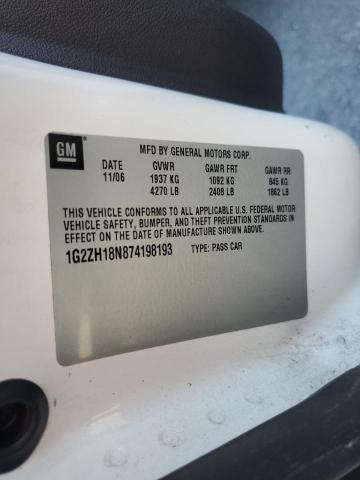 GM
MFD BY GENERAL MOTORS CORP.
DATE GVWR GAWR FRT GAWR RR
11/06 1937 KG 1092 KG 845 KG
4270 LB 2408 LB 1862 LB
THIS VEHICLE CONFORMS TO ALL APPLICABLE U.S. FEDERAL MOTOR
VEHICLE SAFETY, BUMPER, AND THEFT PREVENTION STANDARDS IN
EFFECT ON THE DATE OF MANUFACTURE SHOWN ABOVE.
1G2ZH18N874198193 TYPE: PASS CAR